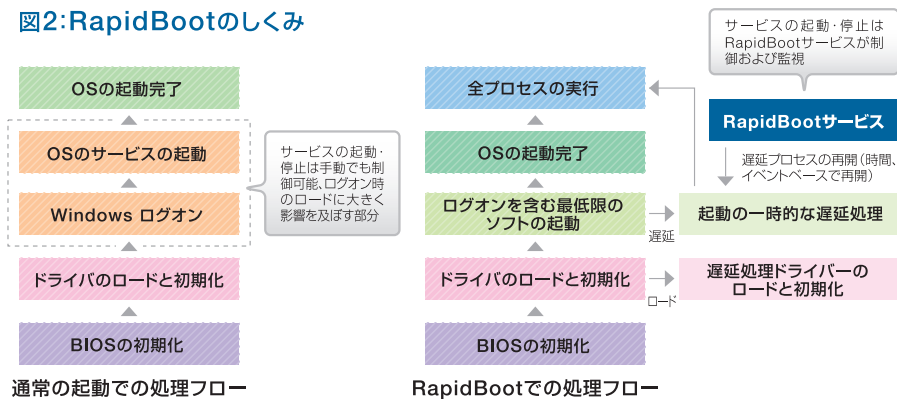 図2:RapidBootのしくみ
OSの起動完了
OSのサービスの起動
Windows ログオン
ドライバのロードと初期化
BIOSの初期化
通常の起動での処理フロー
サービスの起動・
停止は手動でも制
御可能、ログオン時
のロードに大きく
影響を及ぼす部分
全プロセスの実行
OSの起動完了
ログオンを含む最低限の
ソフトの起動
ドライバのロードと初期化
BIOSの初期化
RapidBootでの処理フロー
サービスの起動・停止は
RapidBootサービスが制
御および監視
RapidBootサービス
遅延プロセスの再開(時間、
イベントベースで再開)
遅延
起動の一時的な遅延処理
ロード
遅延処理ドライバーの
ロードと初期化